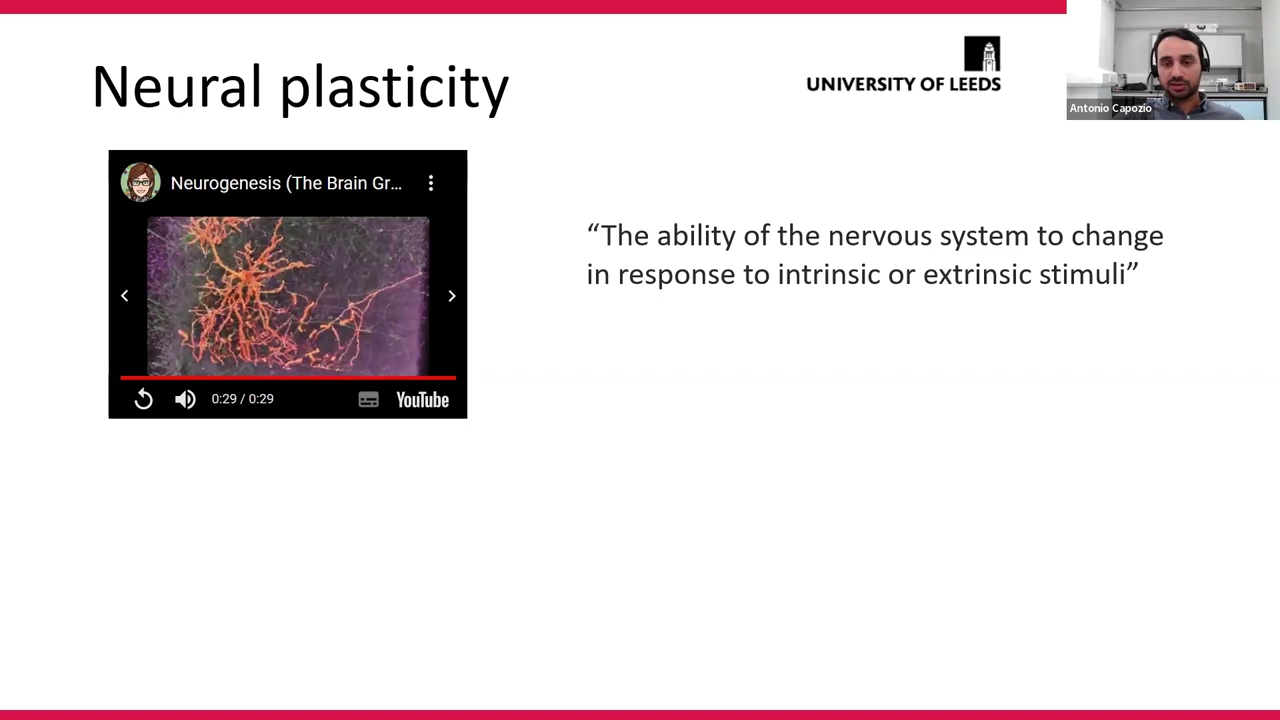 Neural plasticity
UNIVERSITY OF LEEDS
Antonio Capozio
Neurogenesis (The Brain Gr...
0:29 / 0:29
YouTube
“The ability of the nervous system to change
in response to intrinsic or extrinsic stimuli”